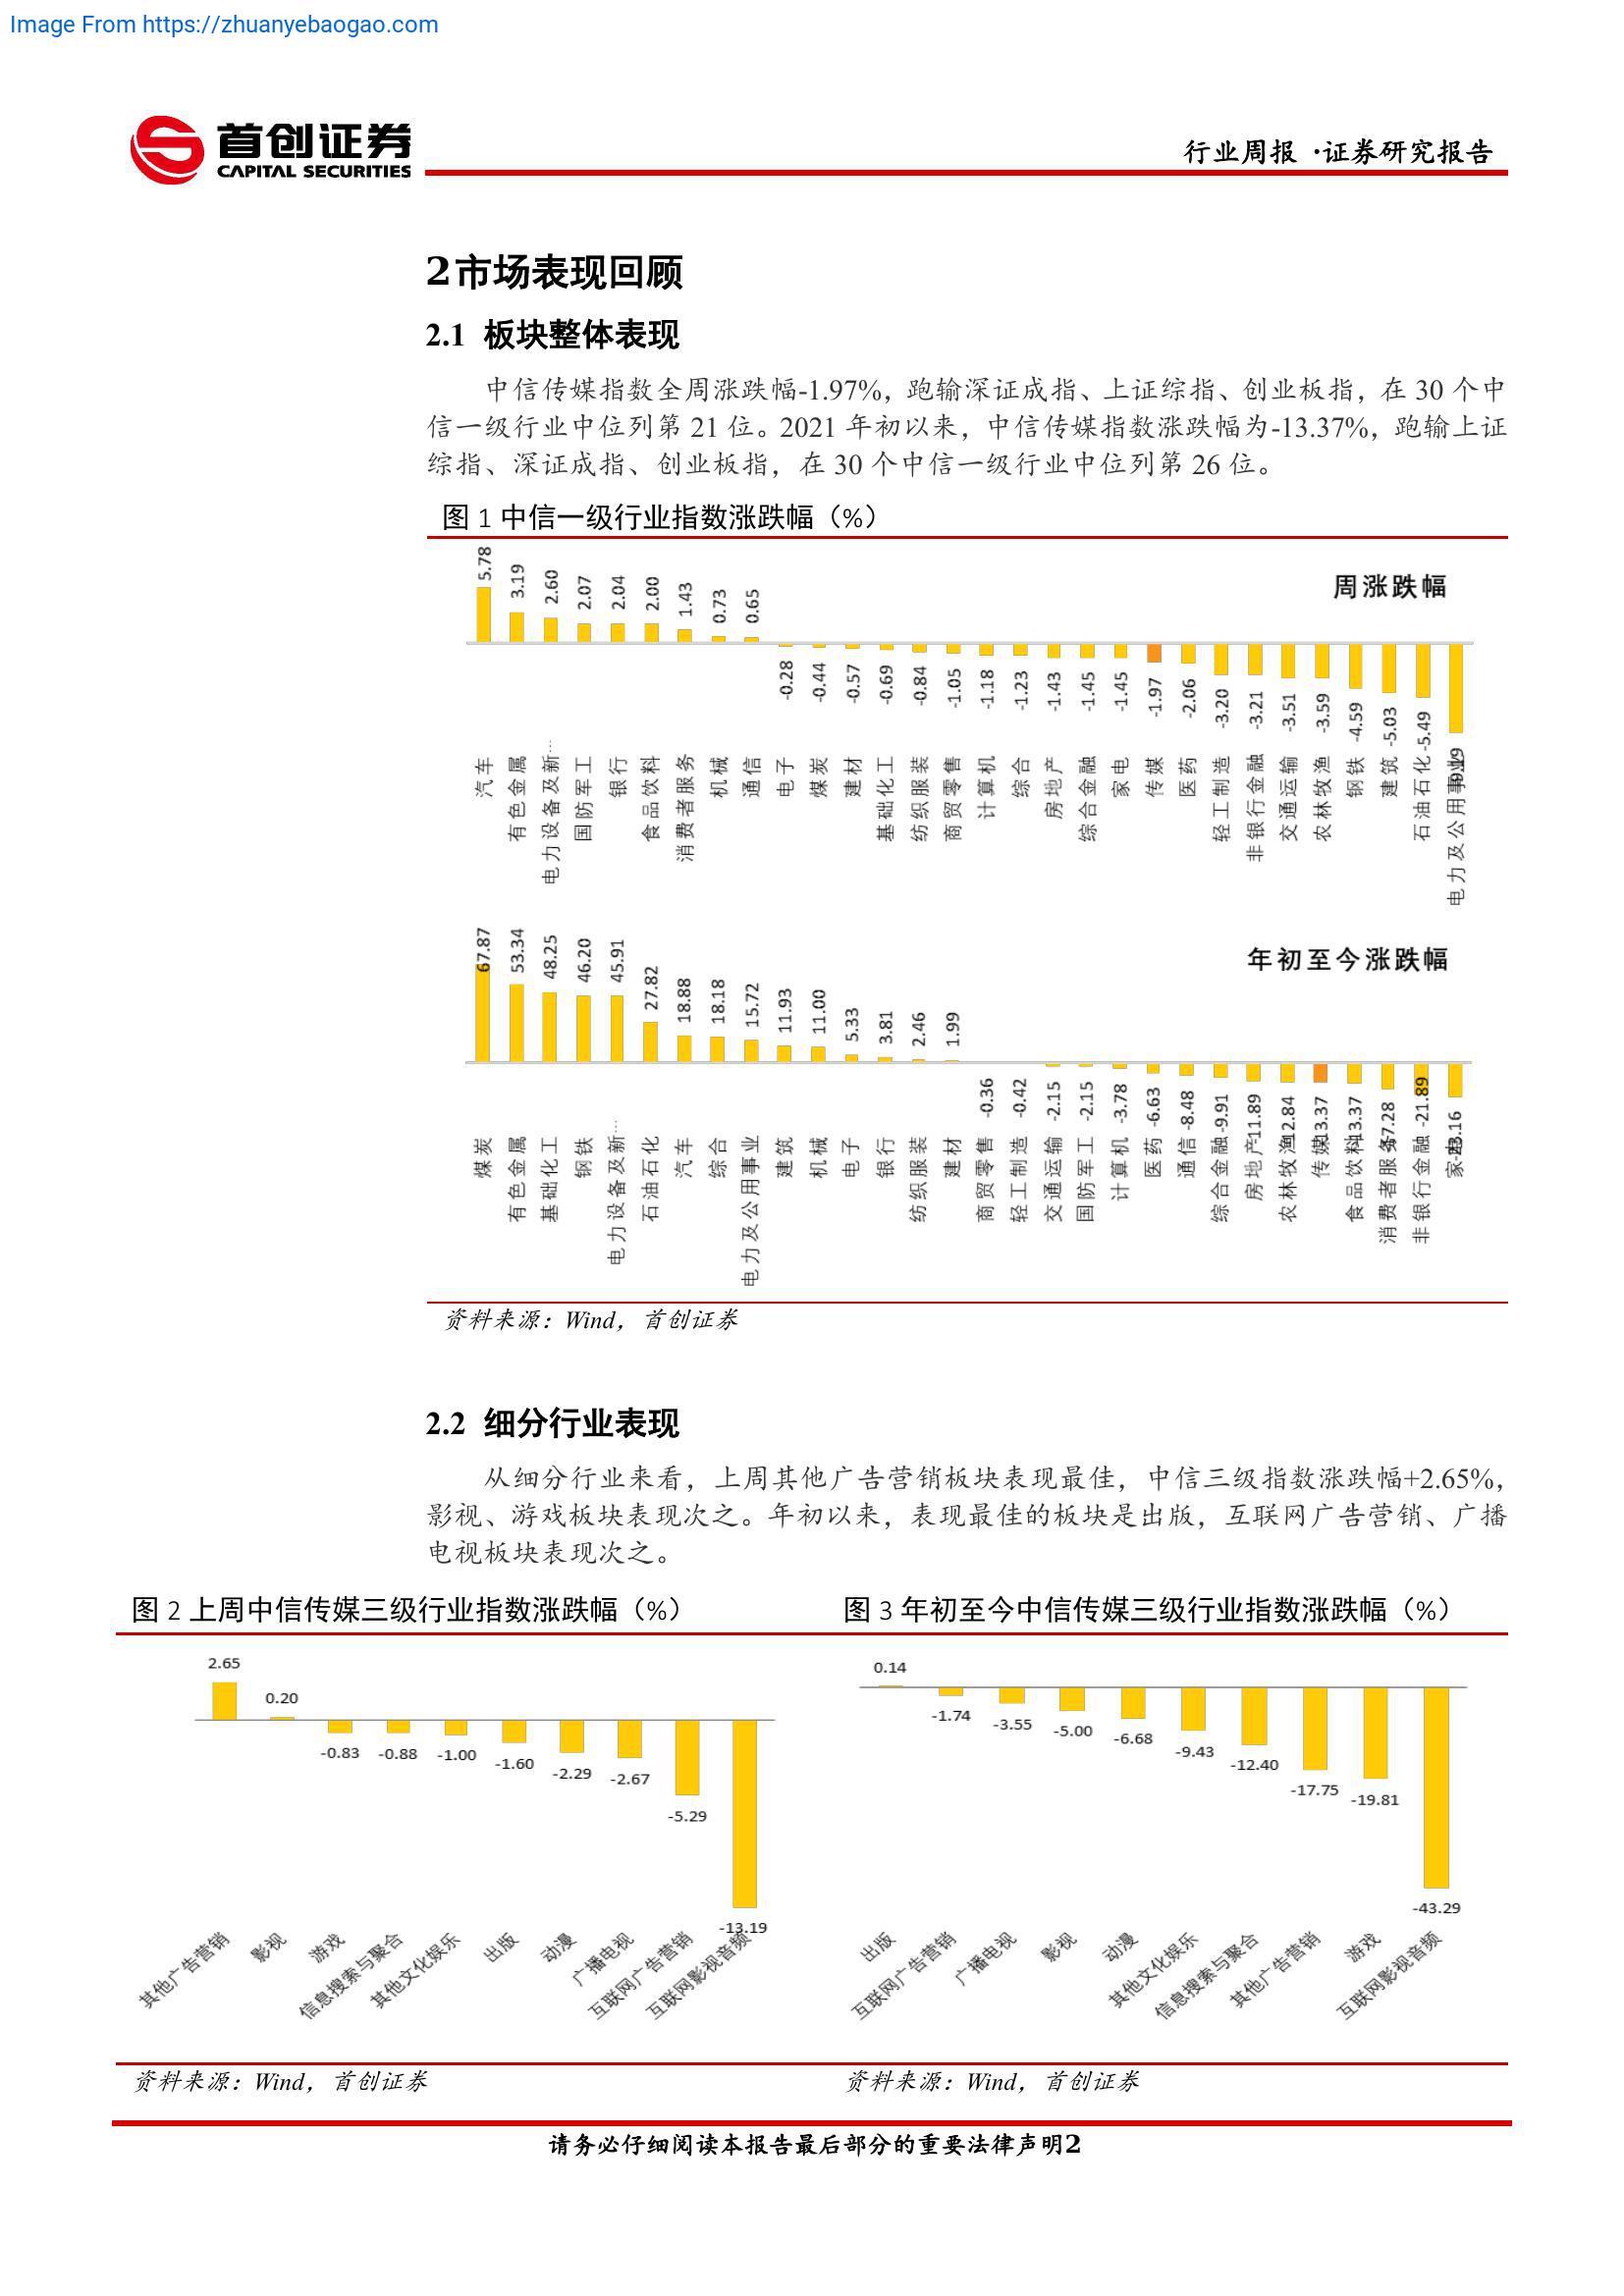 Image From https://zhuanyebaogao.com
首创证券
CAPITAL SECURITIES
行业周报 ·证券研究报告
2市场表现回顾
2.1 板块整体表现
中信传媒指数全周涨跌幅-1.97%，跑输深证成指、上证综指、创业板指，在 30 个中
信一级行业中位列第 21 位。2021 年初以来，中信传媒指数涨跌幅为-13.37%，跑输上证
综指、深证成指、创业板指，在 30 个中信一级行业中位列第 26 位。
图 1 中信一级行业指数涨跌幅（%）
周涨跌幅
5.78 3.19 2.60 2.07 2.04 2.00 1.43 0.73 0.65 -0.28 -0.44 -0.57 -0.69 -0.84 -1.05 -1.18 -1.23 -1.43 -1.45 -1.45 -1.97 -2.06 -3.20 -3.21 -3.51 -3.59 -4.59 -5.03 -5.49
汽车 有色金属 电力设备及新… 国防军工 银行 食品饮料 消费者服务 机械 通信 电子 煤炭 建材 基础化工 纺织服装 商贸零售 计算机 综合 房地产 综合金融 家电 传媒 医药 轻工制造 非银行金融 交通运输 农林牧渔 钢铁 建筑 石油石化 电力及公用事业
年初至今涨跌幅
67.87 53.34 48.25 46.20 45.91 27.82 18.88 18.18 15.72 11.93 11.00 5.33 3.81 2.46 1.99 -0.36 -0.42 -2.15 -2.15 -3.78 -6.63 -8.48 -9.91 -11.89 -12.84 -13.37 -13.37 -17.28 -21.89 -23.16
煤炭 有色金属 基础化工 钢铁 电力设备及新… 石油石化 汽车 综合 电力及公用事业 建筑 机械 电子 银行 纺织服装 建材 商贸零售 轻工制造 交通运输 国防军工 计算机 医药 通信 综合金融 房地产 农林牧渔 传媒 食品饮料 消费者服务 非银行金融 家电
资料来源：Wind，首创证券
2.2 细分行业表现
从细分行业来看，上周其他广告营销板块表现最佳，中信三级指数涨跌幅+2.65%，
影视、游戏板块表现次之。年初以来，表现最佳的板块是出版，互联网广告营销、广播
电视板块表现次之。
图 2 上周中信传媒三级行业指数涨跌幅（%）
2.65 0.20 -0.83 -0.88 -1.00 -1.60 -2.29 -2.67 -5.29 -13.19
其他广告营销 影视 游戏 信息搜索与聚合 其他文化娱乐 出版 动漫 广播电视 互联网广告营销 互联网影视音频
资料来源：Wind，首创证券
图 3 年初至今中信传媒三级行业指数涨跌幅（%）
0.14 -1.74 -3.55 -5.00 -6.68 -9.43 -12.40 -17.75 -19.81 -43.29
出版 互联网广告营销 广播电视 影视 动漫 其他文化娱乐 信息搜索与聚合 其他广告营销 游戏 互联网影视音频
资料来源：Wind，首创证券
请务必仔细阅读本报告最后部分的重要法律声明2